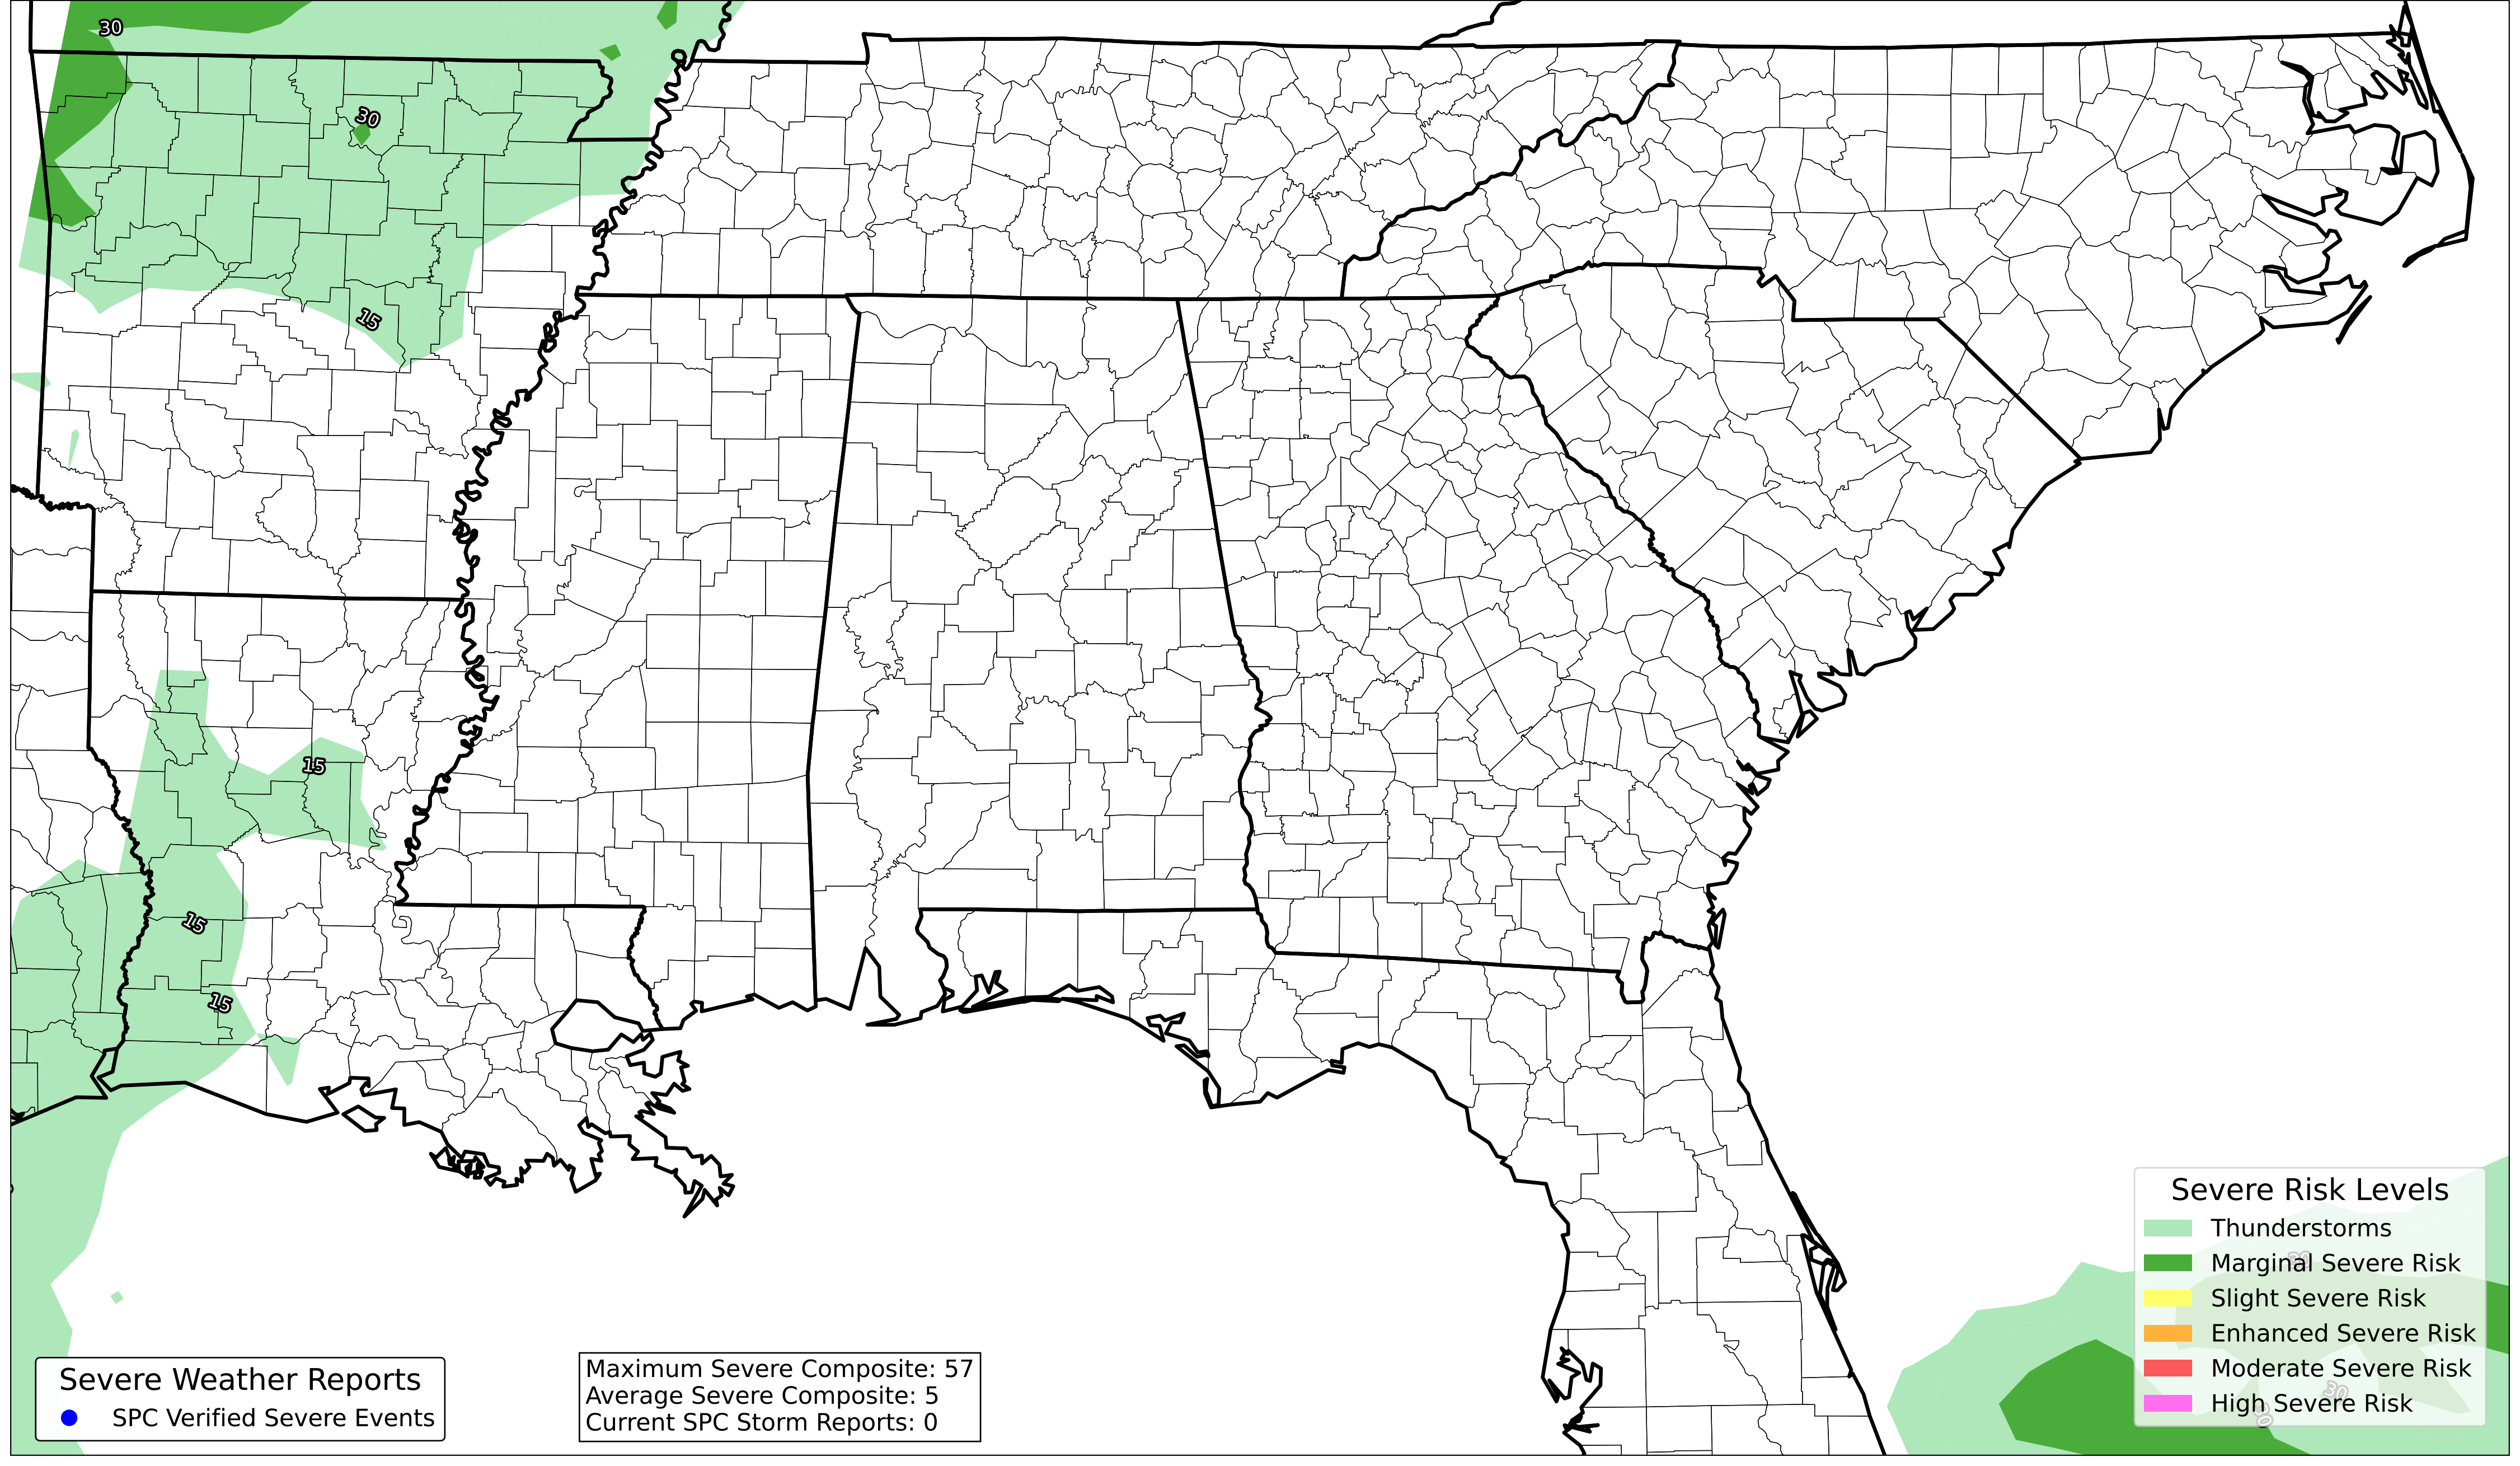 30
30
15
15
15
15
Severe Risk Levels
Thunderstorms
Marginal Severe Risk
Slight Severe Risk
Enhanced Severe Risk
Moderate Severe Risk
High Severe Risk
30
Severe Weather Reports
SPC Verified Severe Events
Maximum Severe Composite: 57
Average Severe Composite: 5
Current SPC Storm Reports: 0